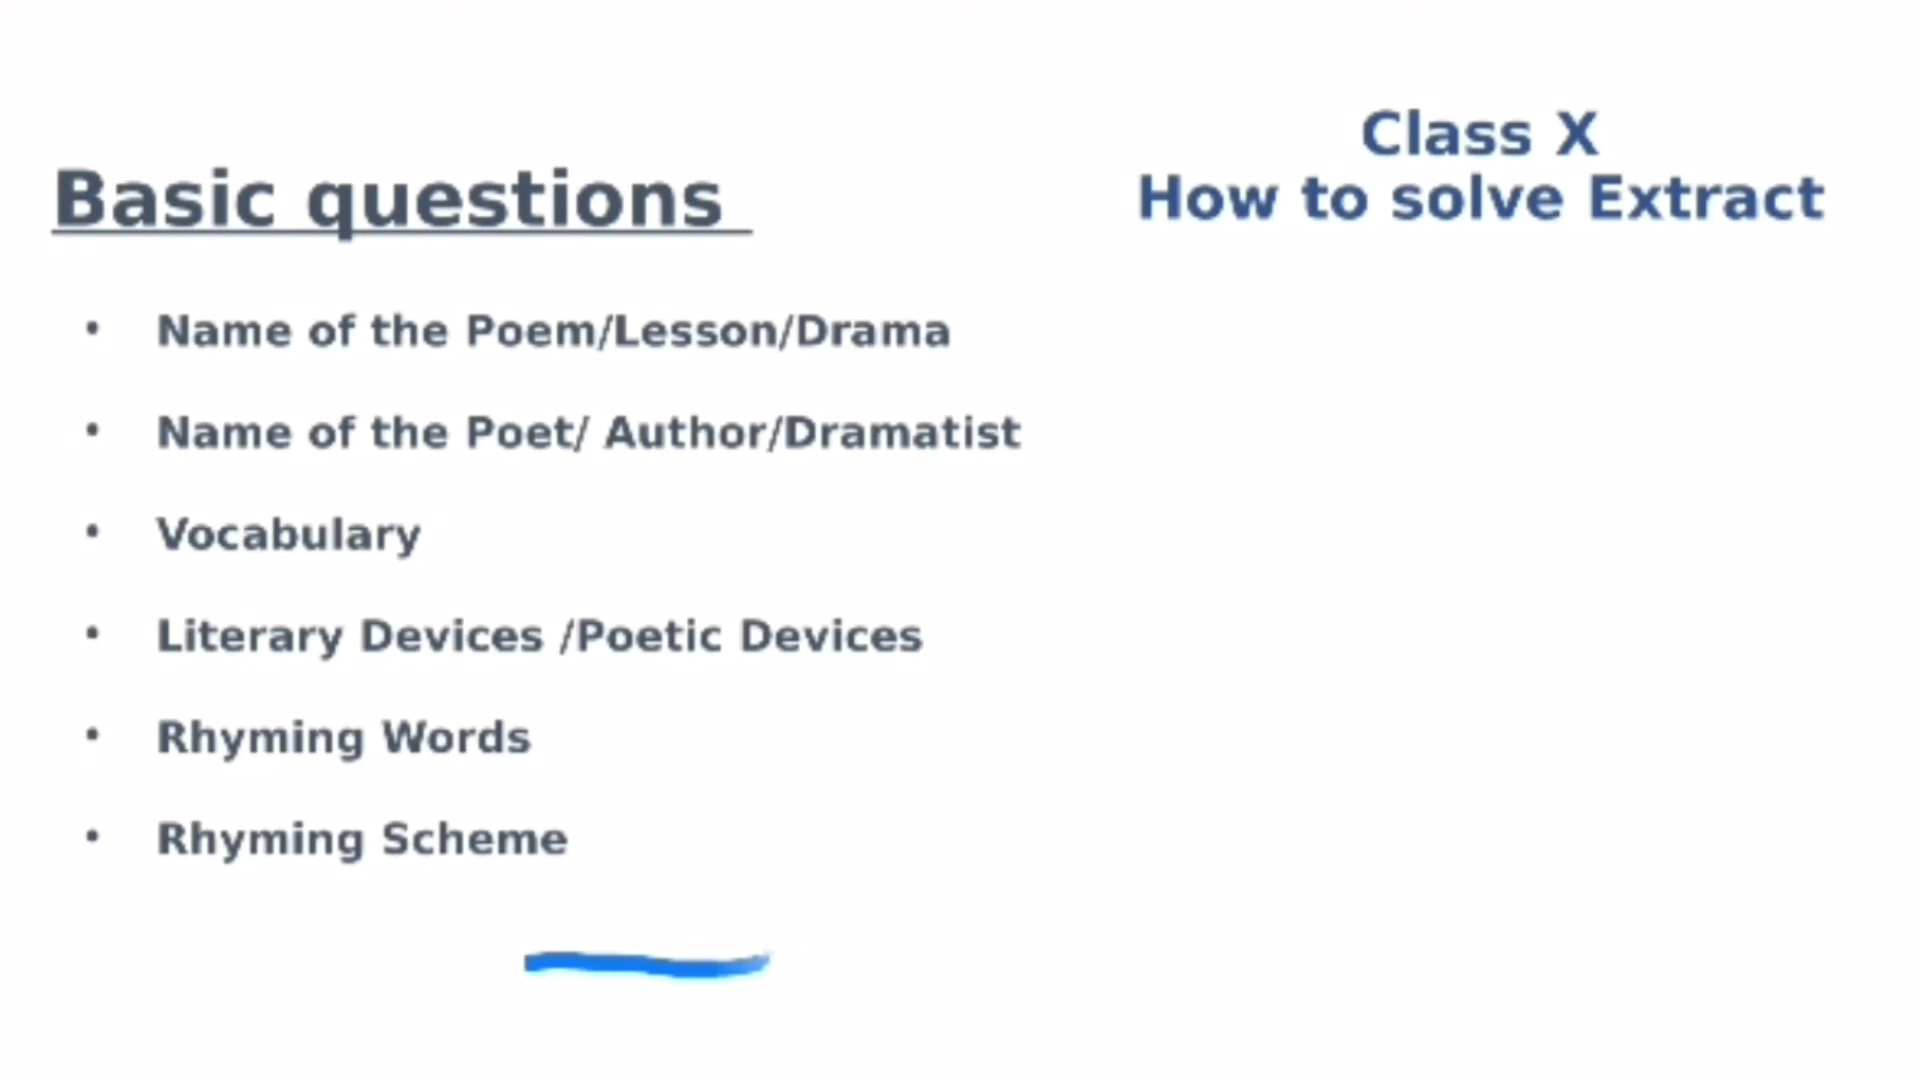 Class X
How to solve Extract
Basic questions
• Name of the Poem/Lesson/Drama
• Name of the Poet/ Author/Dramatist
• Vocabulary
• Literary Devices /Poetic Devices
• Rhyming Words
• Rhyming Scheme